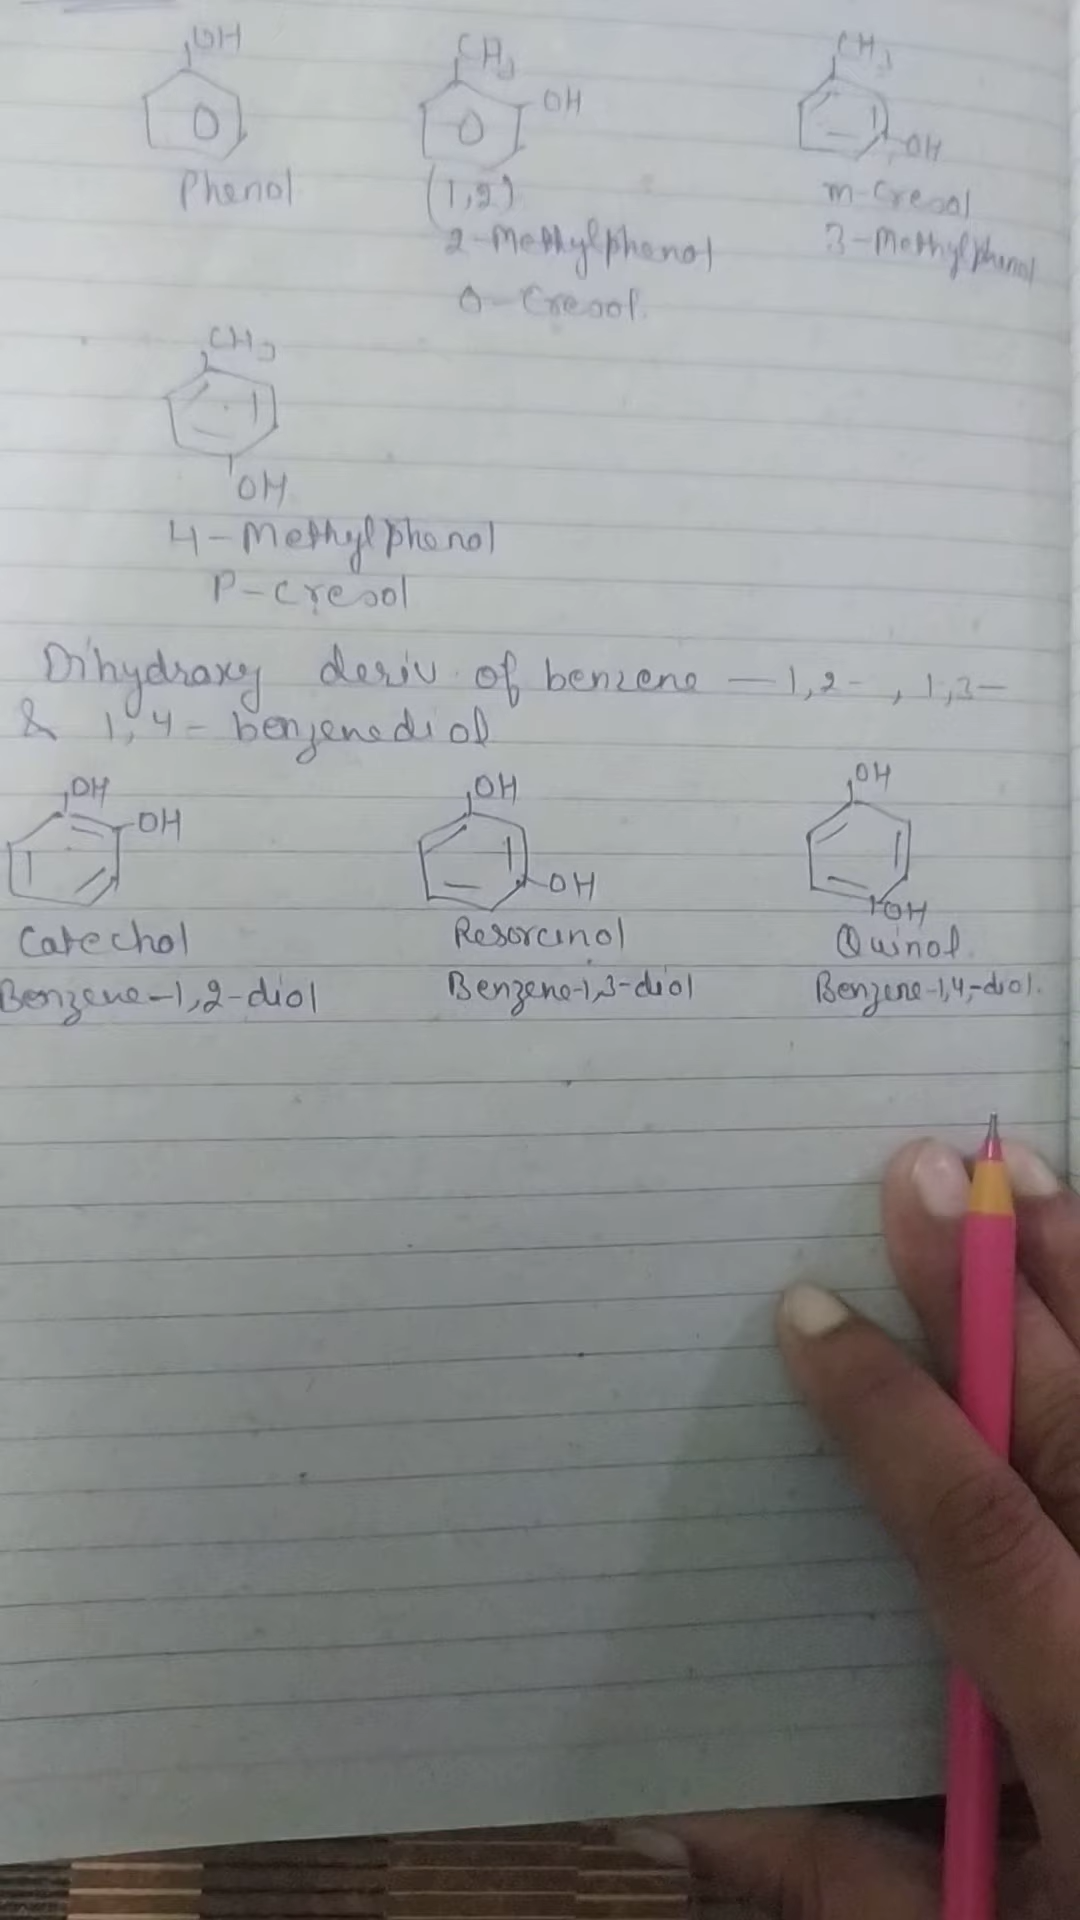 OH
Phenol
CH3
OH
(1,2)
2-Methylphenol
O-Cresol.
CH3
OH
m-Cresol
3-Methylphenol
CH3
OH
4-Methylphenol
P-cresol
Dihydroxy deriv. of benzene — 1,2-, 1,3-
& 1,4- benzenediol
OH
OH
Catechol
Benzene-1,2-diol
OH
OH
Resorcinol
Benzene-1,3-diol
OH
OH
Quinol.
Benzene-1,4,-diol.